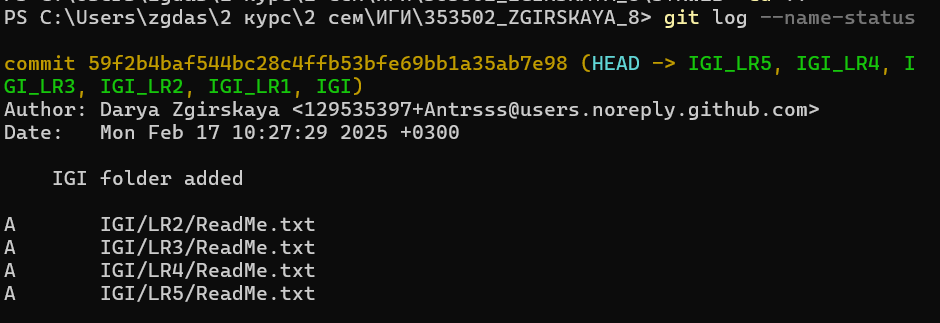 PS C:\Users\zgdas\2 курс\2 сем\ИГИ\353502_ZGIRSKAYA_8> git log --name-status
commit 59f2b4baf544bc28c4ffb53bfe69bb1a35ab7e98 (HEAD -> IGI_LR5, IGI_LR4, I
GI_LR3, IGI_LR2, IGI_LR1, IGI)
Author: Darya Zgirskaya <129535397+Antrsss@users.noreply.github.com>
Date:   Mon Feb 17 10:27:29 2025 +0300
    IGI folder added
A       IGI/LR2/ReadMe.txt
A       IGI/LR3/ReadMe.txt
A       IGI/LR4/ReadMe.txt
A       IGI/LR5/ReadMe.txt